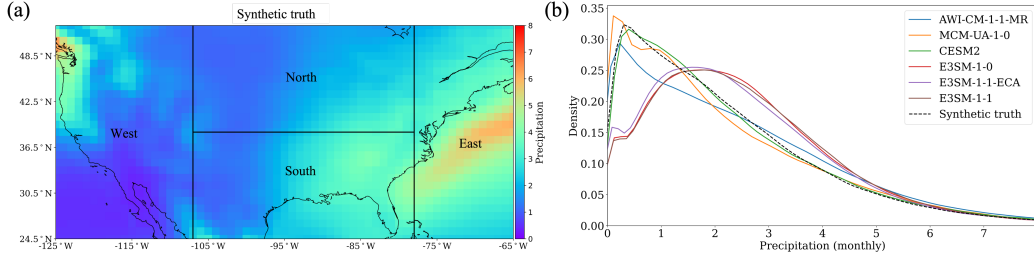 (a)
Synthetic truth
48.5°N
42.5°N
36.5°N
30.5°N
24.5°N
-125°W
-115°W
-105°W
-95°W
-85°W
-75°W
-65°W
North
West
East
South
8
7
6
5
4
3
2
1
0
Precipitation
(b)
0.35
0.30
0.25
0.20
0.15
0.10
0.05
0.00
Density
0
1
2
3
4
5
6
7
Precipitation (monthly)
AWI-CM-1-1-MR
MCM-UA-1-0
CESM2
E3SM-1-0
E3SM-1-1-ECA
E3SM-1-1
Synthetic truth